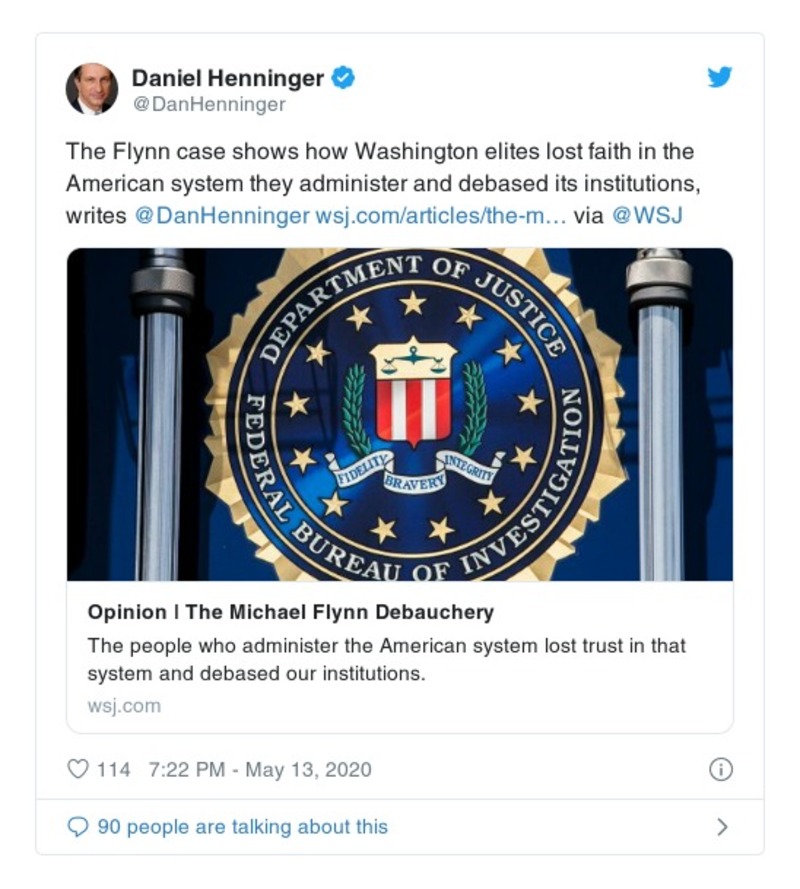 Daniel Henninger
@DanHenninger
The Flynn case shows how Washington elites lost faith in the
American system they administer and debased its institutions,
writes @DanHenninger wsj.com/articles/the-m… via @WSJ
DEPARTMENT OF JUSTICE
FIDELITY BRAVERY INTEGRITY
FEDERAL BUREAU OF INVESTIGATION
Opinion | The Michael Flynn Debauchery
The people who administer the American system lost trust in that
system and debased our institutions.
wsj.com
114 7:22 PM - May 13, 2020
90 people are talking about this